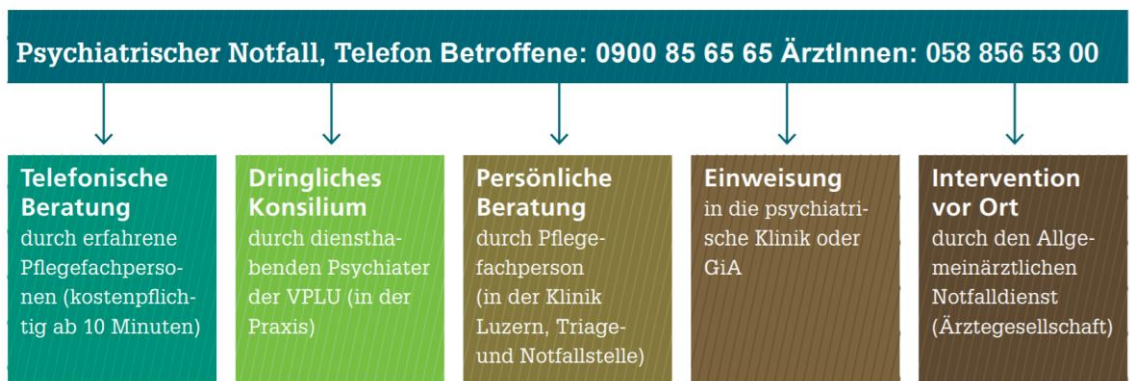 Psychiatrischer Notfall, Telefon Betroffene: 0900 85 65 65 ÄrztInnen: 058 856 53 00
Telefonische
Beratung
durch erfahrene
Pflegefachperso-
nen (kostenpflich-
tig ab 10 Minuten)
Dringliches
Konsilium
durch dienstha-
benden Psychiater
der VPLU (in der
Praxis)
Persönliche
Beratung
durch Pflege-
fachperson
(in der Klinik
Luzern, Triage-
und Notfallstelle)
Einweisung
in die psychiatri-
sche Klinik oder
GiA
Intervention
vor Ort
durch den Allge-
meinärztlichen
Notfalldienst
(Ärztegesellschaft)